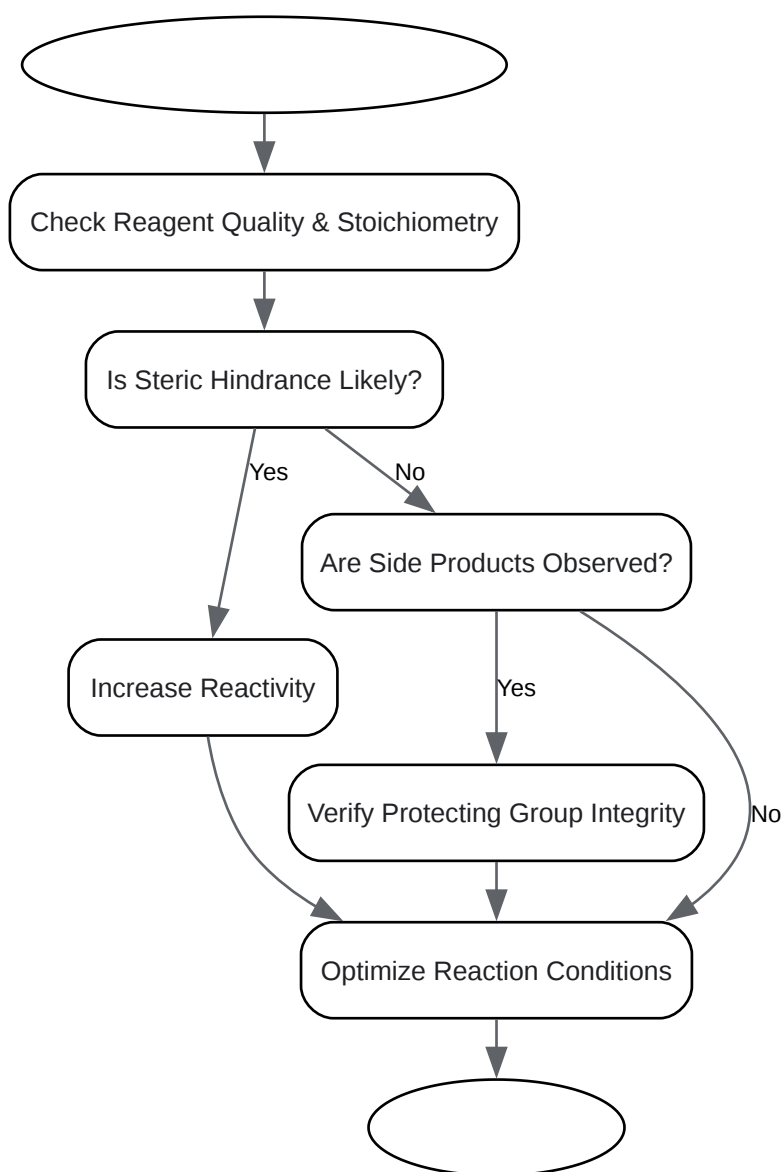 Check Reagent Quality & Stoichiometry
Is Steric Hindrance Likely?
Yes
No
Are Side Products Observed?
Increase Reactivity
Yes
Verify Protecting Group Integrity
No
Optimize Reaction Conditions